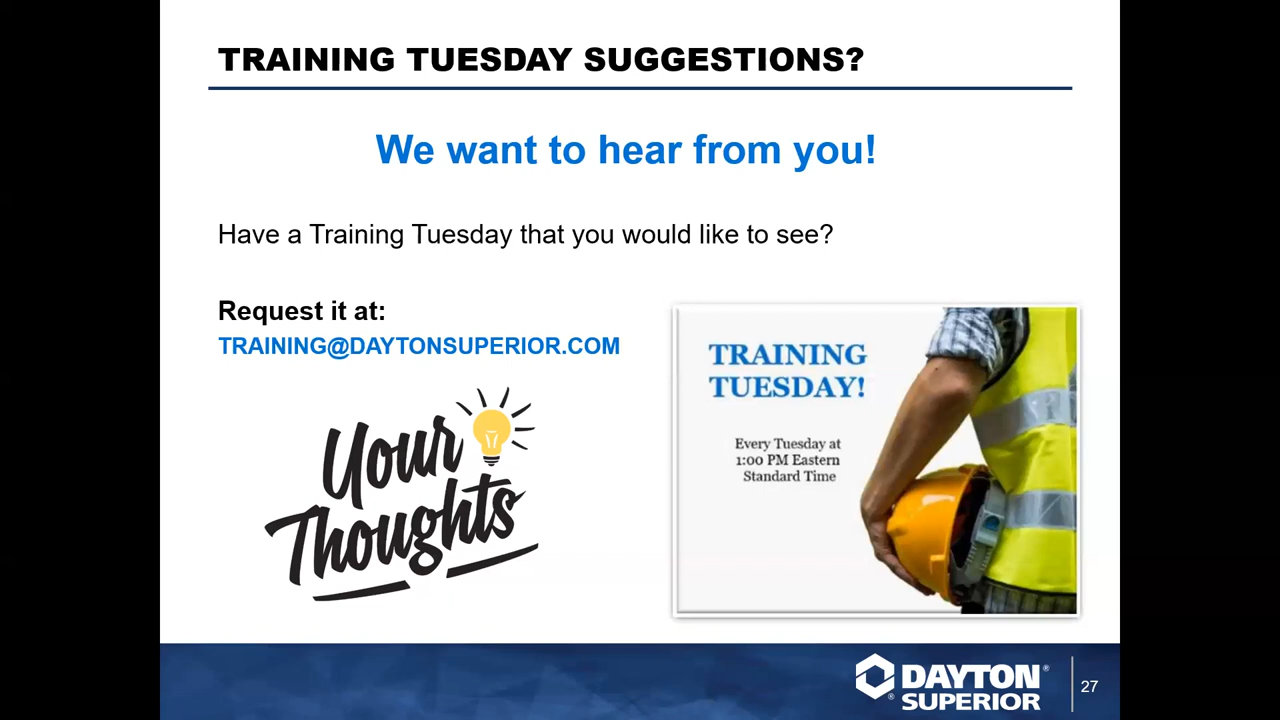 TRAINING TUESDAY SUGGESTIONS?
We want to hear from you!
Have a Training Tuesday that you would like to see?
Request it at:
TRAINING@DAYTONSUPERIOR.COM
Your
Thoughts
TRAINING
TUESDAY!
Every Tuesday at
1:00 PM Eastern
Standard Time
DAYTON®
®SUPERIOR
27